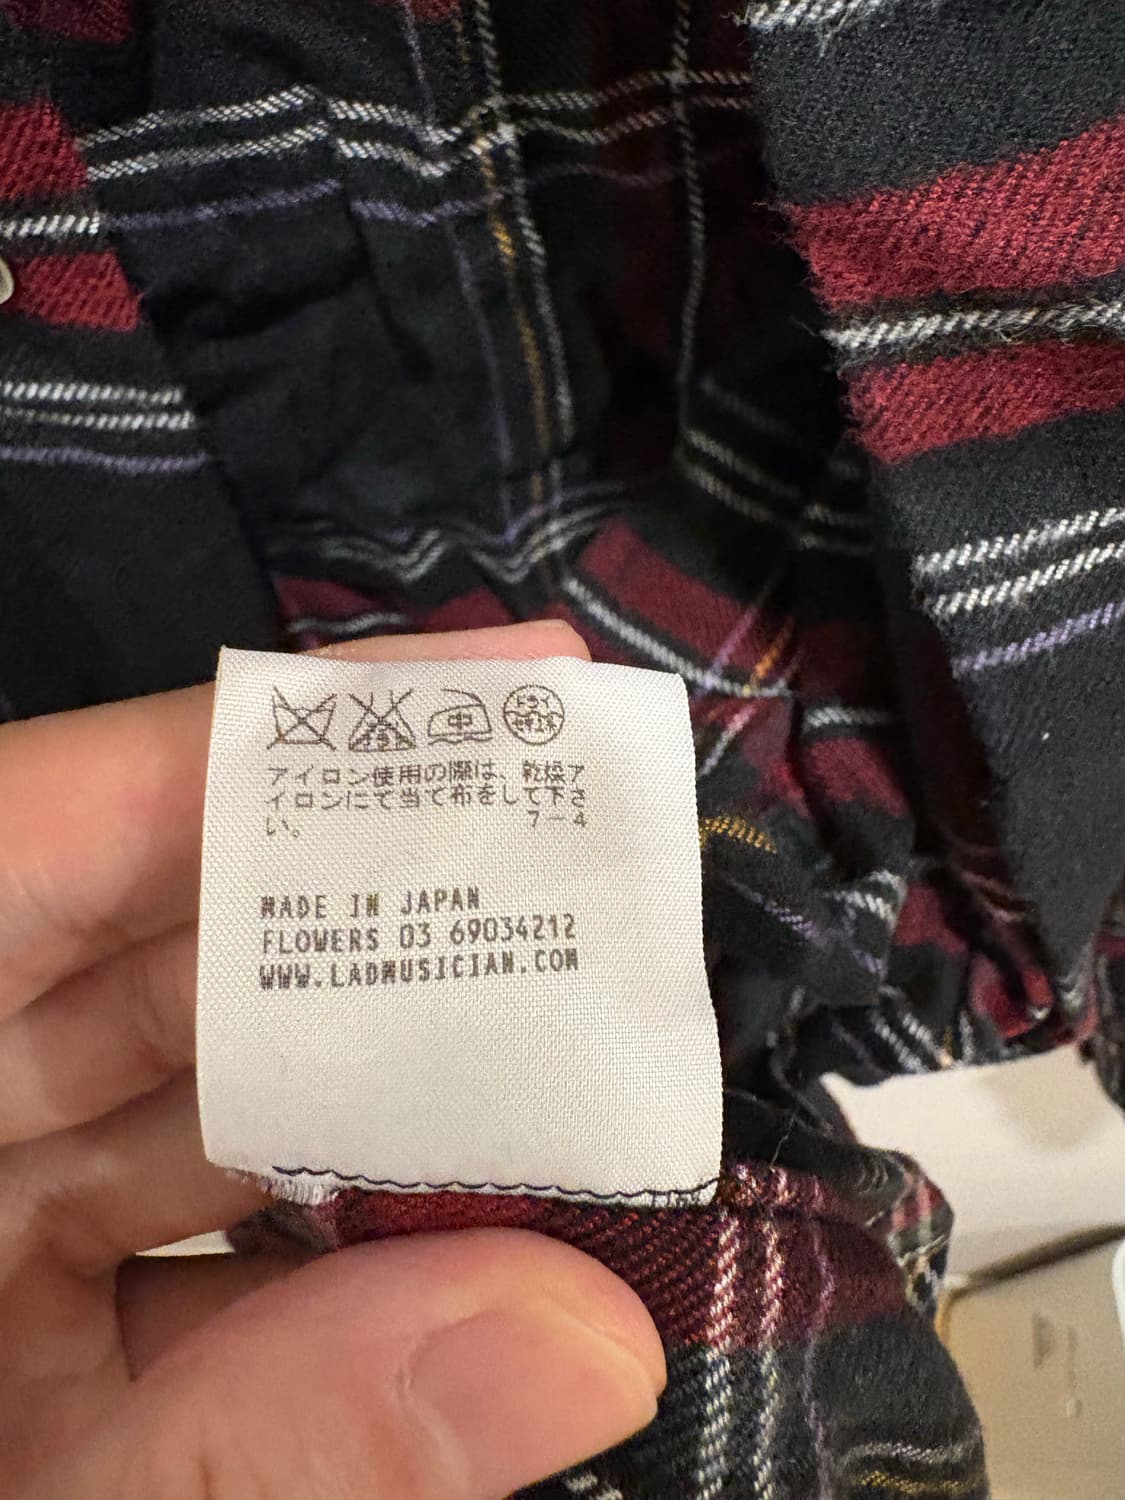 中
アイロン使用の際は、乾燥ア
イロンにて当て布をして下さ
い。 7－4
MADE IN JAPAN
FLOWERS 03 69034212
WWW.LADMUSICIAN.COM